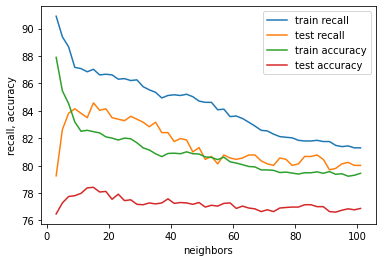 train recall
test recall
train accuracy
test accuracy
recall, accuracy
90
88
86
84
82
80
78
76
0 20 40 60 80 100
neighbors